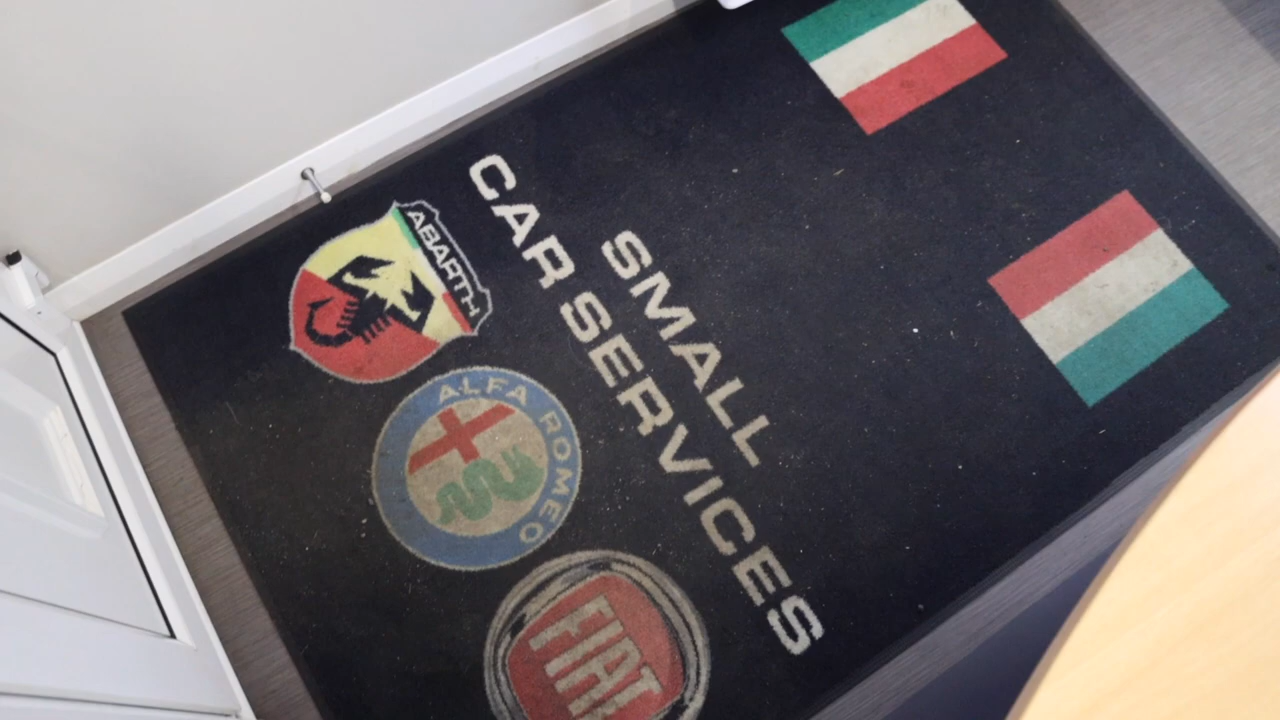 SMALL
CAR SERVICES
ABARTH
ALFA ROMEO
FIAT